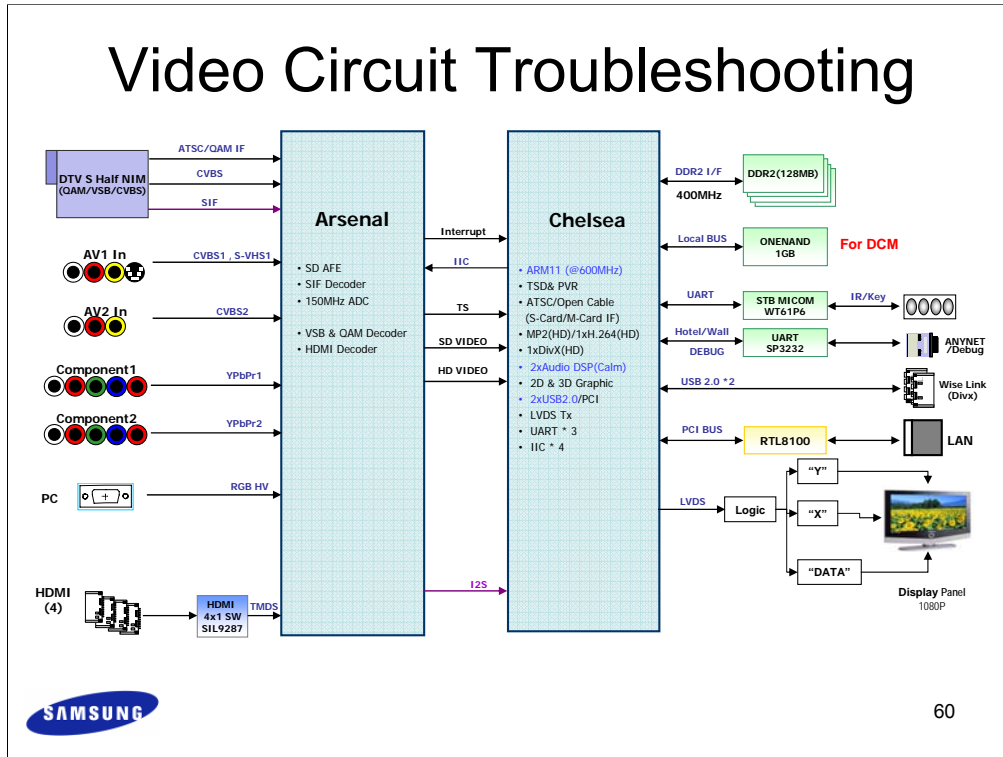 Video Circuit Troubleshooting
DTV S Half NIM
(QAM/VSB/CVBS)
ATSC/QAM IF
CVBS
SIF
AV1 In
CVBS1 , S-VHS1
AV2 In
CVBS2
Component1
YPbPr1
Component2
YPbPr2
PC
RGB HV
HDMI
(4)
HDMI
4x1 SW
SIL9287
TMDS
Arsenal
• SD AFE
• SIF Decoder
• 150MHz ADC
• VSB & QAM Decoder
• HDMI Decoder
Interrupt
IIC
TS
SD VIDEO
HD VIDEO
I2S
Chelsea
• ARM11 (@600MHz)
• TSD& PVR
• ATSC/Open Cable
(S-Card/M-Card IF)
• MP2(HD)/1xH.264(HD)
• 1xDivX(HD)
• 2xAudio DSP(Calm)
• 2D & 3D Graphic
• 2xUSB2.0/PCI
• LVDS Tx
• UART * 3
• IIC * 4
DDR2 I/F
400MHz
DDR2(128MB)
Local BUS
ONENAND
1GB
For DCM
UART
STB MICOM
WT61P6
IR/Key
Hotel/Wall
DEBUG
UART
SP3232
ANYNET
/Debug
USB 2.0 *2
Wise Link
(Divx)
PCI BUS
RTL8100
LAN
LVDS
Logic
"Y"
"X"
"DATA"
Display Panel
1080P
SAMSUNG
60